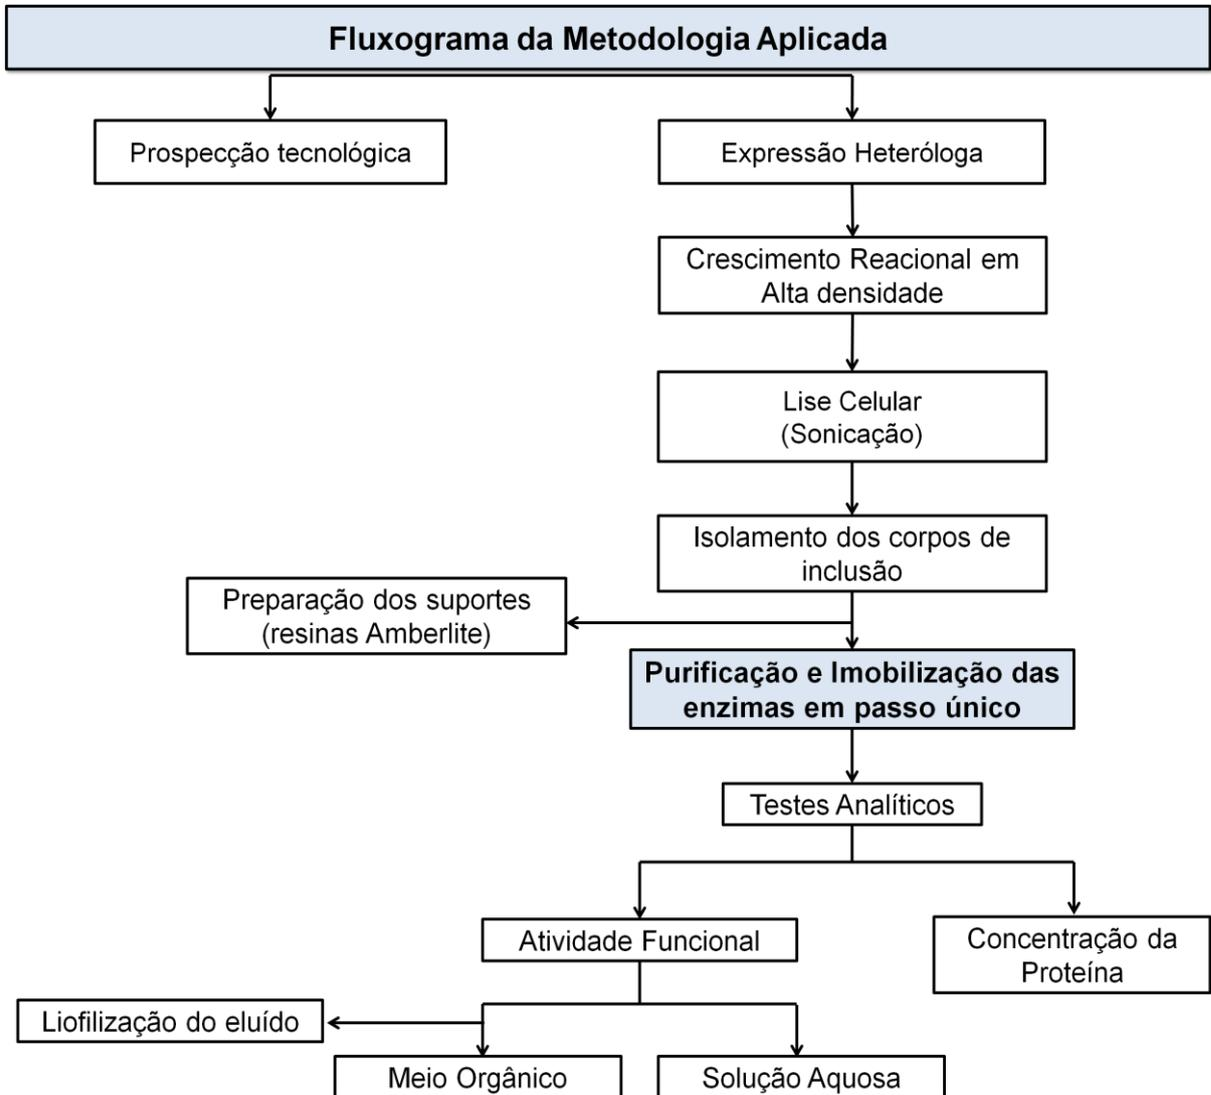 Fluxograma da Metodologia Aplicada
Prospecção tecnológica
Expressão Heteróloga
Crescimento Reacional em
Alta densidade
Lise Celular
(Sonicação)
Isolamento dos corpos de
inclusão
Preparação dos suportes
(resinas Amberlite)
Purificação e Imobilização das
enzimas em passo único
Testes Analíticos
Atividade Funcional
Concentração da
Proteína
Liofilização do eluído
Meio Orgânico
Solução Aquosa